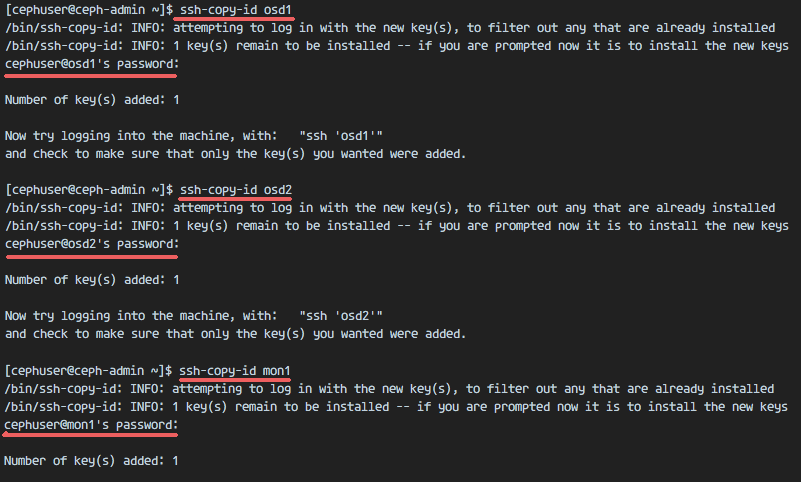 [cephuser@ceph-admin ~]$ ssh-copy-id osd1
/bin/ssh-copy-id: INFO: attempting to log in with the new key(s), to filter out any that are already installed
/bin/ssh-copy-id: INFO: 1 key(s) remain to be installed -- if you are prompted now it is to install the new keys
cephuser@osd1's password:
Number of key(s) added: 1
Now try logging into the machine, with:   "ssh 'osd1'"
and check to make sure that only the key(s) you wanted were added.
[cephuser@ceph-admin ~]$ ssh-copy-id osd2
/bin/ssh-copy-id: INFO: attempting to log in with the new key(s), to filter out any that are already installed
/bin/ssh-copy-id: INFO: 1 key(s) remain to be installed -- if you are prompted now it is to install the new keys
cephuser@osd2's password:
Number of key(s) added: 1
Now try logging into the machine, with:   "ssh 'osd2'"
and check to make sure that only the key(s) you wanted were added.
[cephuser@ceph-admin ~]$ ssh-copy-id mon1
/bin/ssh-copy-id: INFO: attempting to log in with the new key(s), to filter out any that are already installed
/bin/ssh-copy-id: INFO: 1 key(s) remain to be installed -- if you are prompted now it is to install the new keys
cephuser@mon1's password:
Number of key(s) added: 1